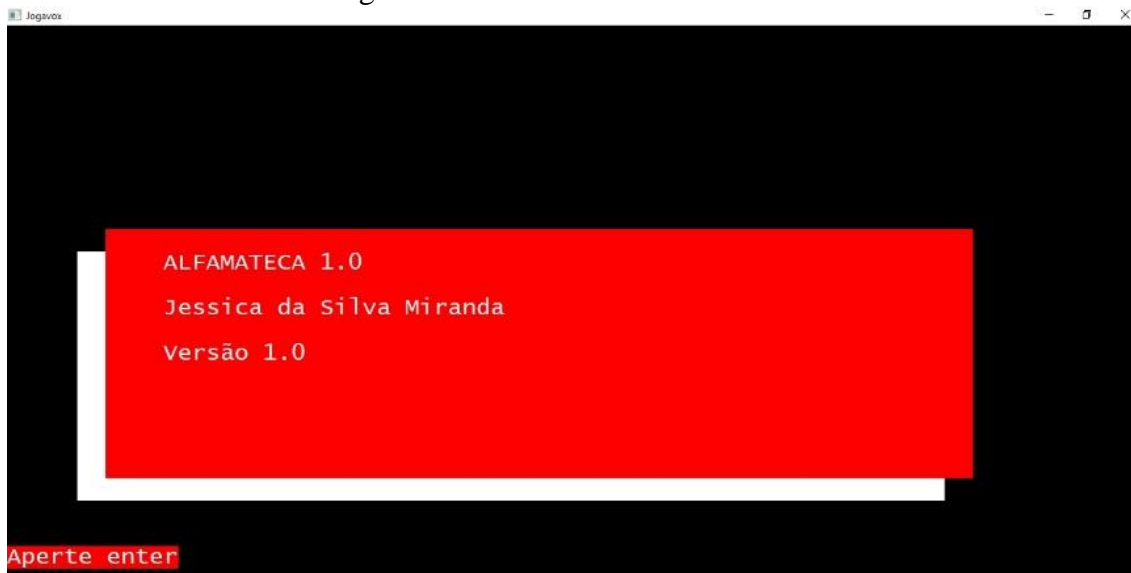 Jogavox
ALFAMATECA 1.0
Jessica da Silva Miranda
Versão 1.0
Aperte enter